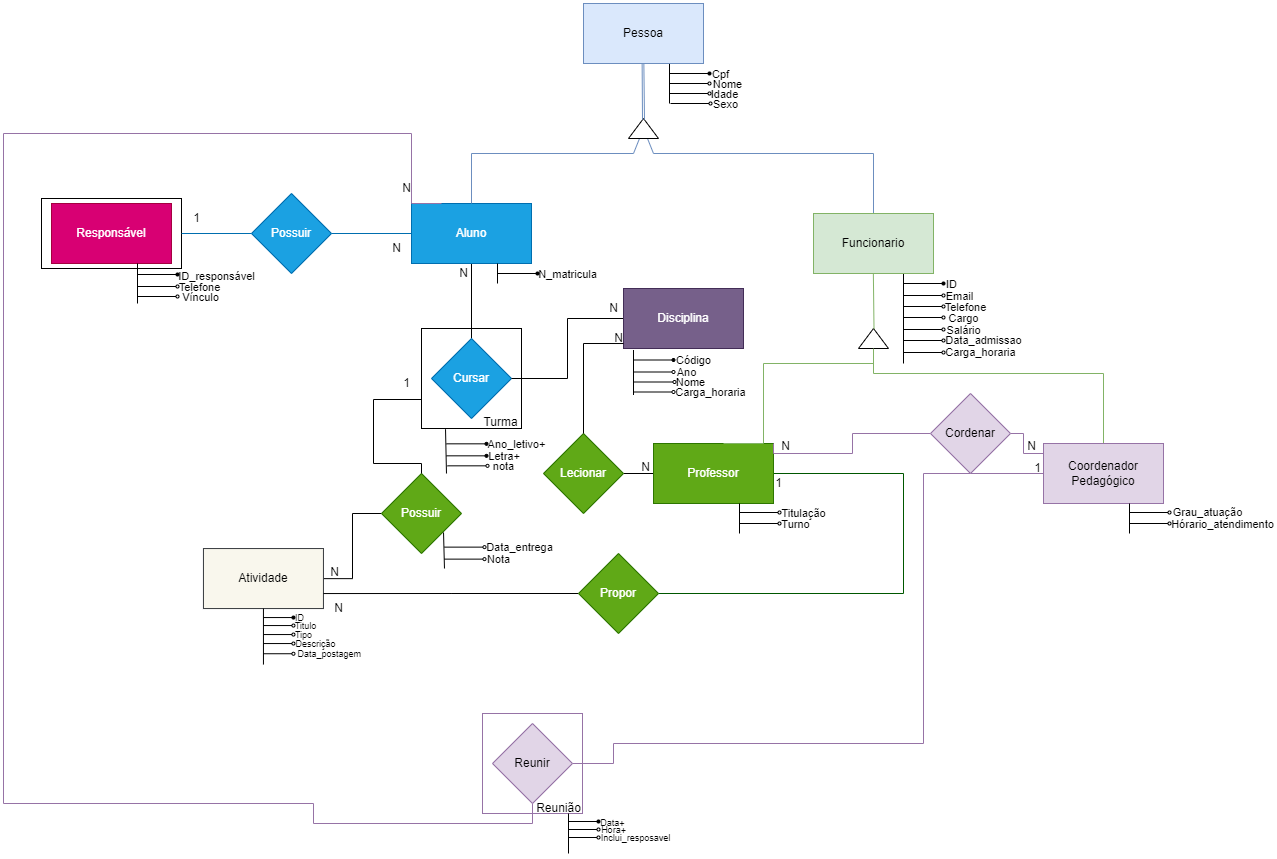 Pessoa
Cpf
Nome
Idade
Sexo
N
Responsável
1
Possuir
N
Aluno
Funcionario
ID_responsável
Telefone
Vínculo
N
N_matricula
ID
Email
Telefone
Cargo
Salário
Data_admissao
Carga_horaria
N
Disciplina
N
Código
Ano
Nome
Carga_horaria
1
Cursar
Turma
Ano_letivo+
Letra+
nota
Lecionar
N
Professor
N
1
Cordenar
N
1
Coordenador
Pedagógico
Titulação
Turno
Grau_atuação
Hórario_atendimento
Possuir
Data_entrega
Nota
Atividade
N
N
Propor
ID
Titulo
Tipo
Descrição
Data_postagem
Reunir
Reunião
Data+
Hora+
Inclui_resposavel